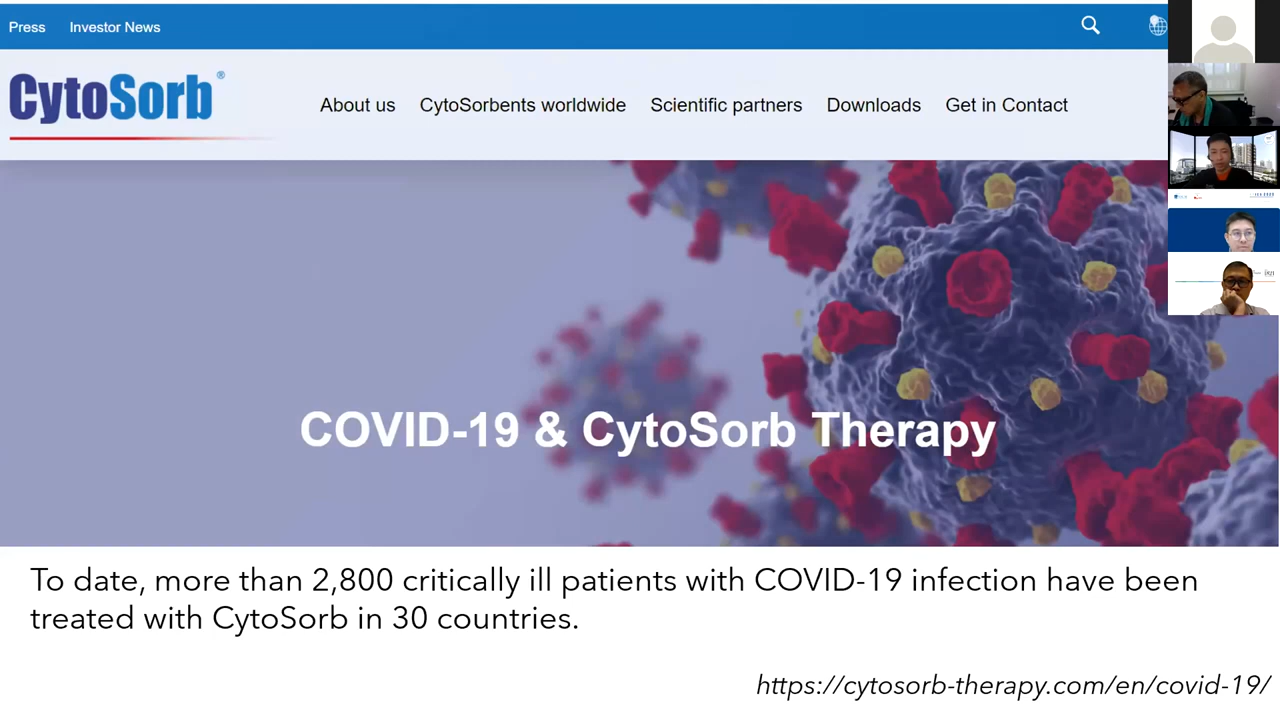 Press Investor News
CytoSorb®
About us CytoSorbents worldwide Scientific partners Downloads Get in Contact
COVID-19 & CytoSorb Therapy
To date, more than 2,800 critically ill patients with COVID-19 infection have been
treated with CytoSorb in 30 countries.
https://cytosorb-therapy.com/en/covid-19/